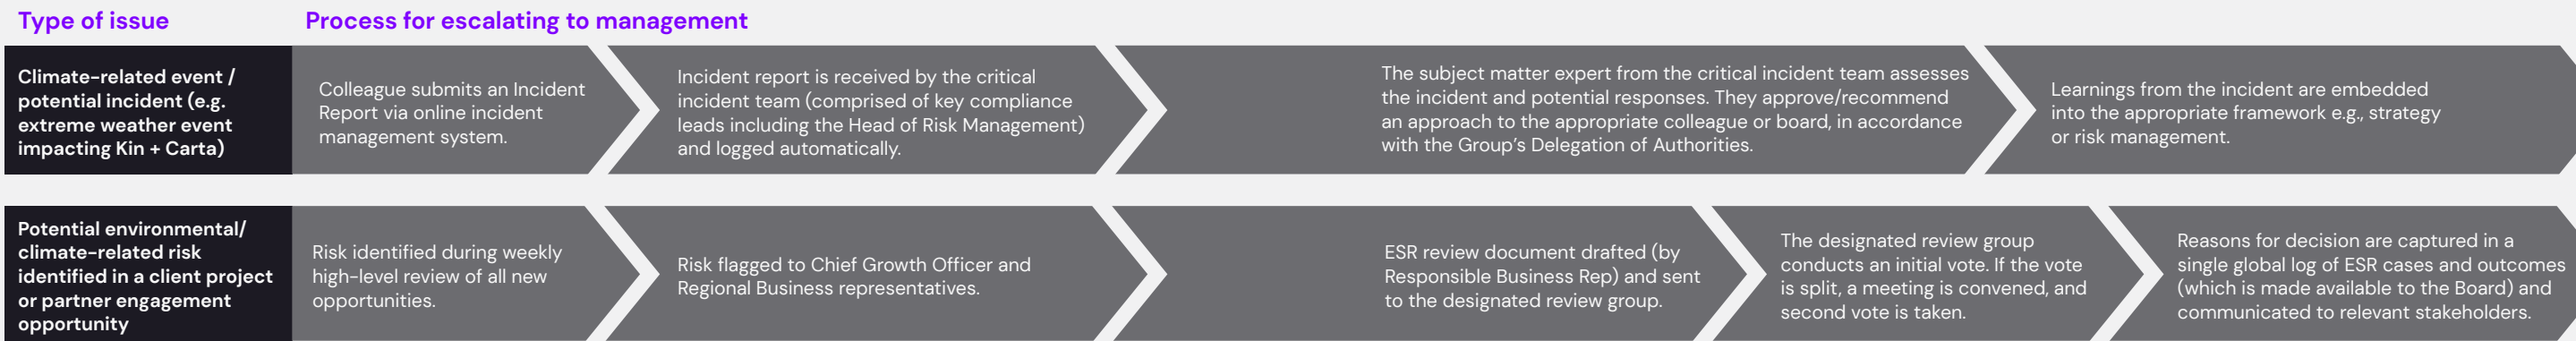 Type of issue
Process for escalating to management
Climate-related event /
potential incident (e.g.
extreme weather event
impacting Kin + Carta)
Colleague submits an Incident
Report via online incident
management system.
Incident report is received by the critical
incident team (comprised of key compliance
leads including the Head of Risk Management)
and logged automatically.
The subject matter expert from the critical incident team assesses
the incident and potential responses. They approve/recommend
an approach to the appropriate colleague or board, in accordance
with the Group’s Delegation of Authorities.
Learnings from the incident are embedded
into the appropriate framework e.g., strategy
or risk management.
Potential environmental/
climate-related risk
identified in a client project
or partner engagement
opportunity
Risk identified during weekly
high-level review of all new
opportunities.
Risk flagged to Chief Growth Officer and
Regional Business representatives.
ESR review document drafted (by
Responsible Business Rep) and sent
to the designated review group.
The designated review group
conducts an initial vote. If the vote
is split, a meeting is convened, and
second vote is taken.
Reasons for decision are captured in a
single global log of ESR cases and outcomes
(which is made available to the Board) and
communicated to relevant stakeholders.